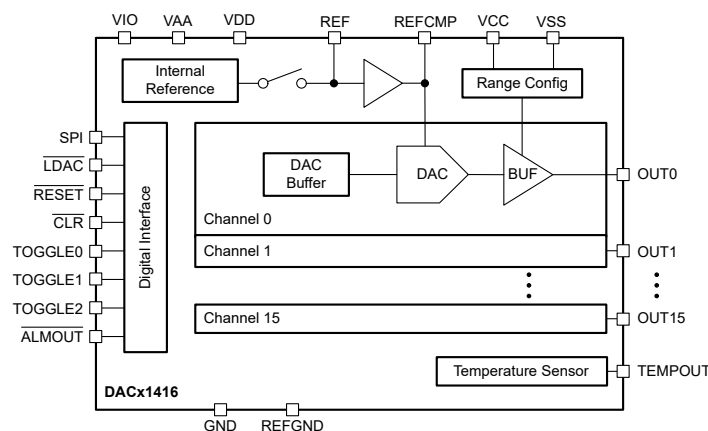 VIO VAA VDD REF REFCMP VCC VSS
Internal
Reference
Range Config
SPI
LDAC
RESET
CLR
TOGGLE0
TOGGLE1
TOGGLE2
ALMOUT
Digital Interface
DAC
Buffer
DAC
BUF
OUT0
Channel 0
Channel 1
OUT1
Channel 15
OUT15
Temperature Sensor
TEMPOUT
DACx1416
GND REFGND